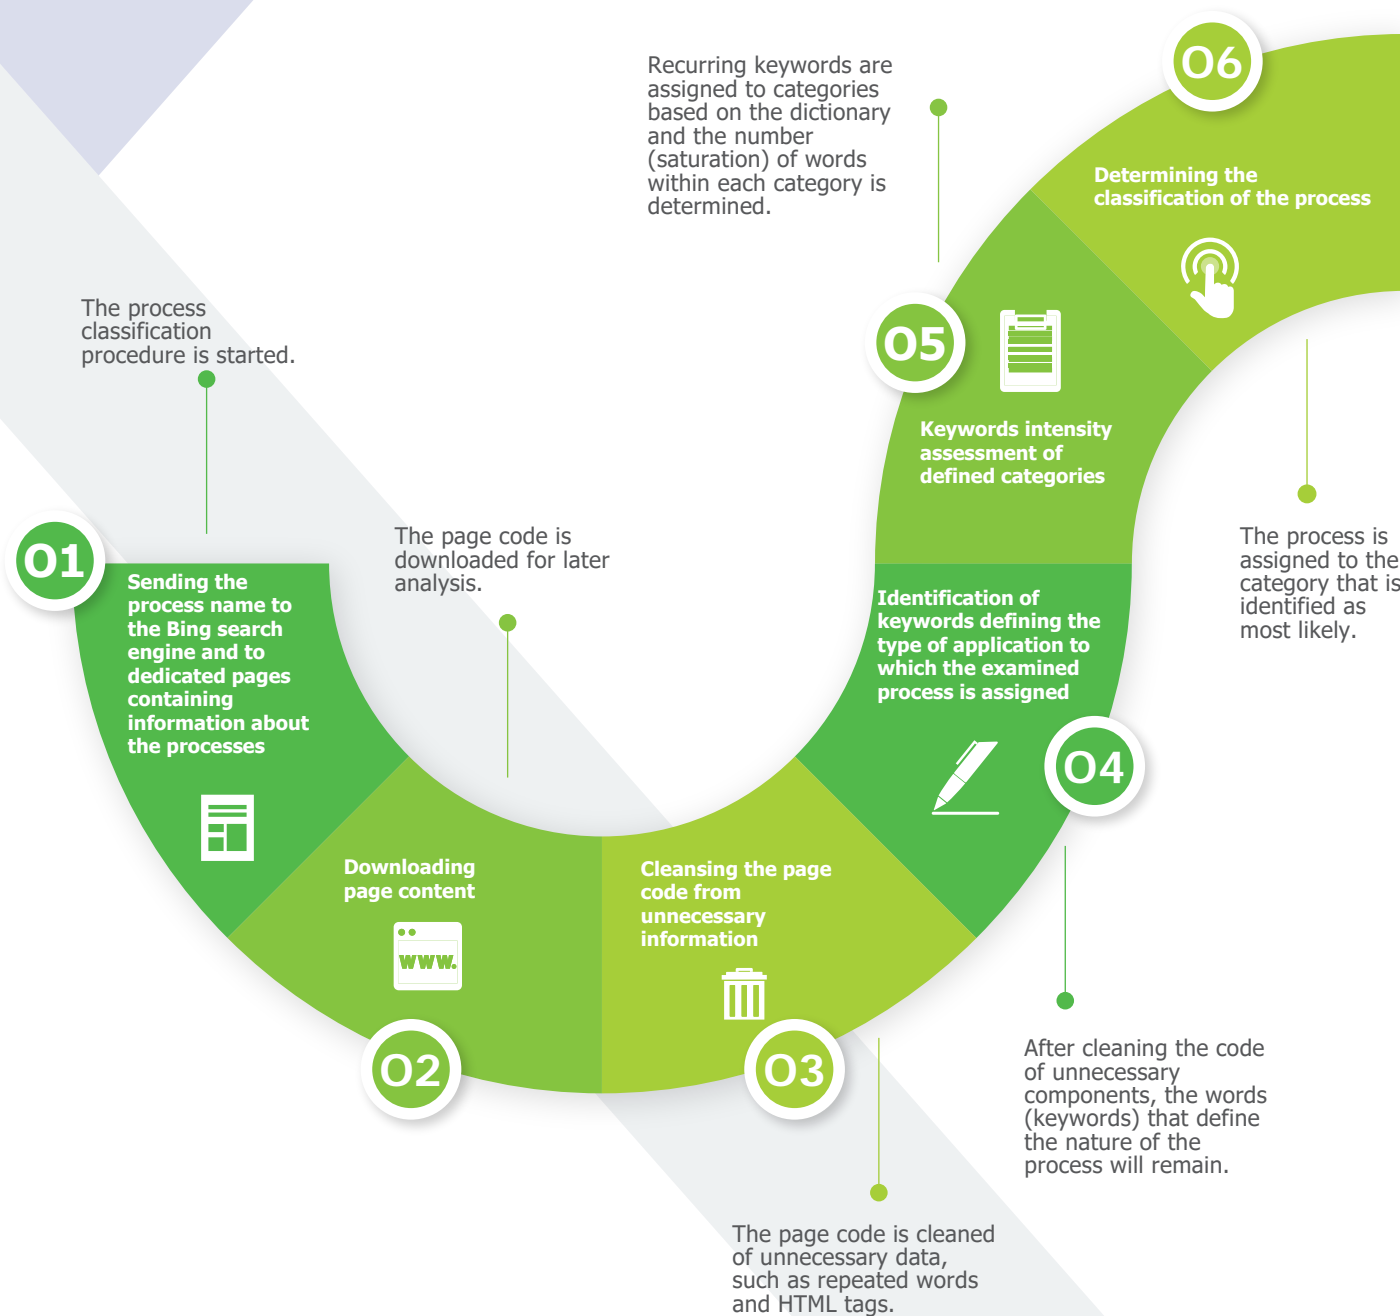 The process
classification
procedure is started.
01
Sending the
process name to
the Bing search
engine and to
dedicated pages
containing
information about
the processes
The page code is
downloaded for later
analysis.
Downloading
page content
www.
02
Cleansing the page
code from
unnecessary
information
03
The page code is cleaned
of unnecessary data,
such as repeated words
and HTML tags.
Identification of
keywords defining the
type of application to
which the examined
process is assigned
04
After cleaning the code
of unnecessary
components, the words
(keywords) that define
the nature of the
process will remain.
Recurring keywords are
assigned to categories
based on the dictionary
and the number
(saturation) of words
within each category is
determined.
05
Keywords intensity
assessment of
defined categories
06
Determining the
classification of the process
The process is
assigned to the
category that is
identified as
most likely.